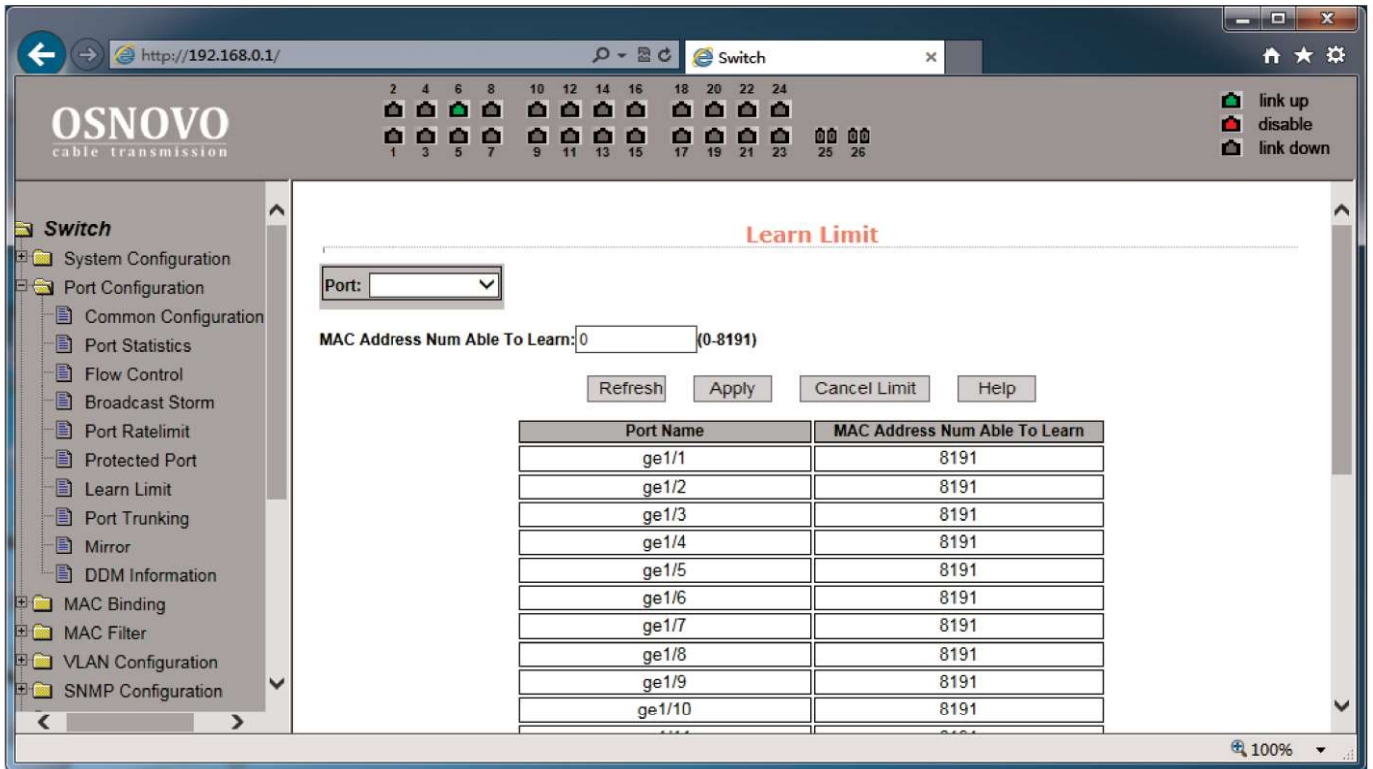 http://192.168.0.1/
Switch
OSNOVO
cable transmission
2 4 6 8 10 12 14 16 18 20 22 24
1 3 5 7 9 11 13 15 17 19 21 23 25 26
link up
disable
link down
Switch
System Configuration
Port Configuration
Common Configuration
Port Statistics
Flow Control
Broadcast Storm
Port Ratelimit
Protected Port
Learn Limit
Port Trunking
Mirror
DDM Information
MAC Binding
MAC Filter
VLAN Configuration
SNMP Configuration
Learn Limit
Port:
MAC Address Num Able To Learn: 0 (0-8191)
Refresh Apply Cancel Limit Help
Port Name MAC Address Num Able To Learn
ge1/1 8191
ge1/2 8191
ge1/3 8191
ge1/4 8191
ge1/5 8191
ge1/6 8191
ge1/7 8191
ge1/8 8191
ge1/9 8191
ge1/10 8191
100%